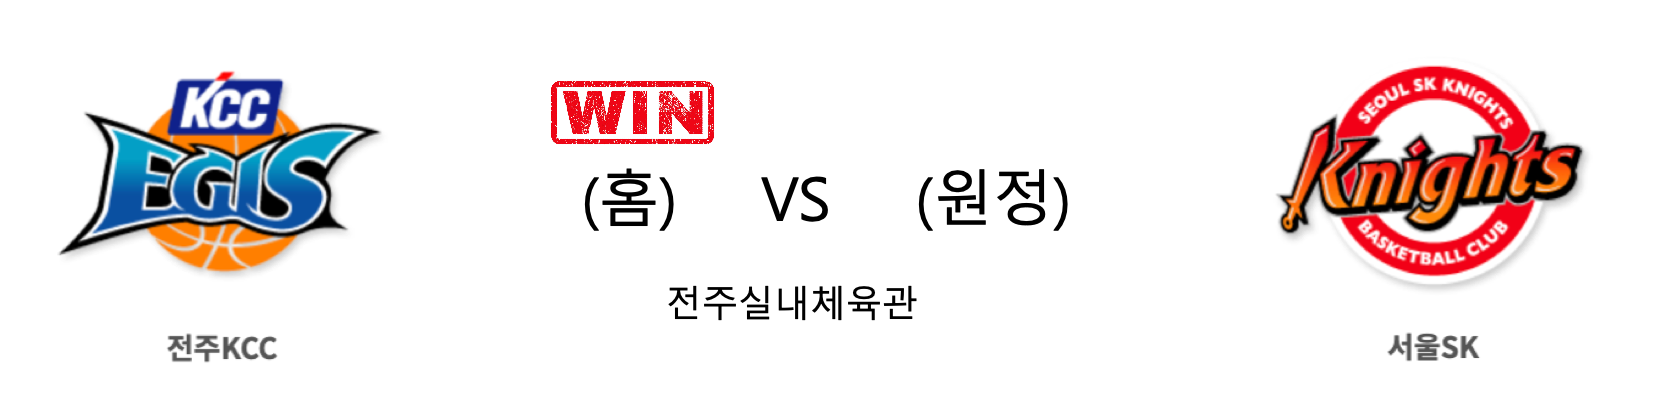 KCC
EGIS
전주KCC
WIN
(홈) VS (원정)
전주실내체육관
SEOUL SK KNIGHTS
Knights
BASKETBALL CLUB
서울SK